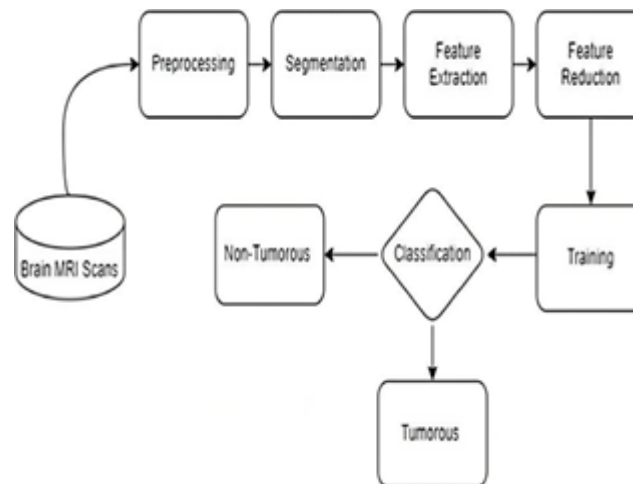 Preprocessing
Segmentation
Feature
Extraction
Feature
Reduction
Brain MRI Scans
Non-Tumorous
Classification
Training
Tumorous